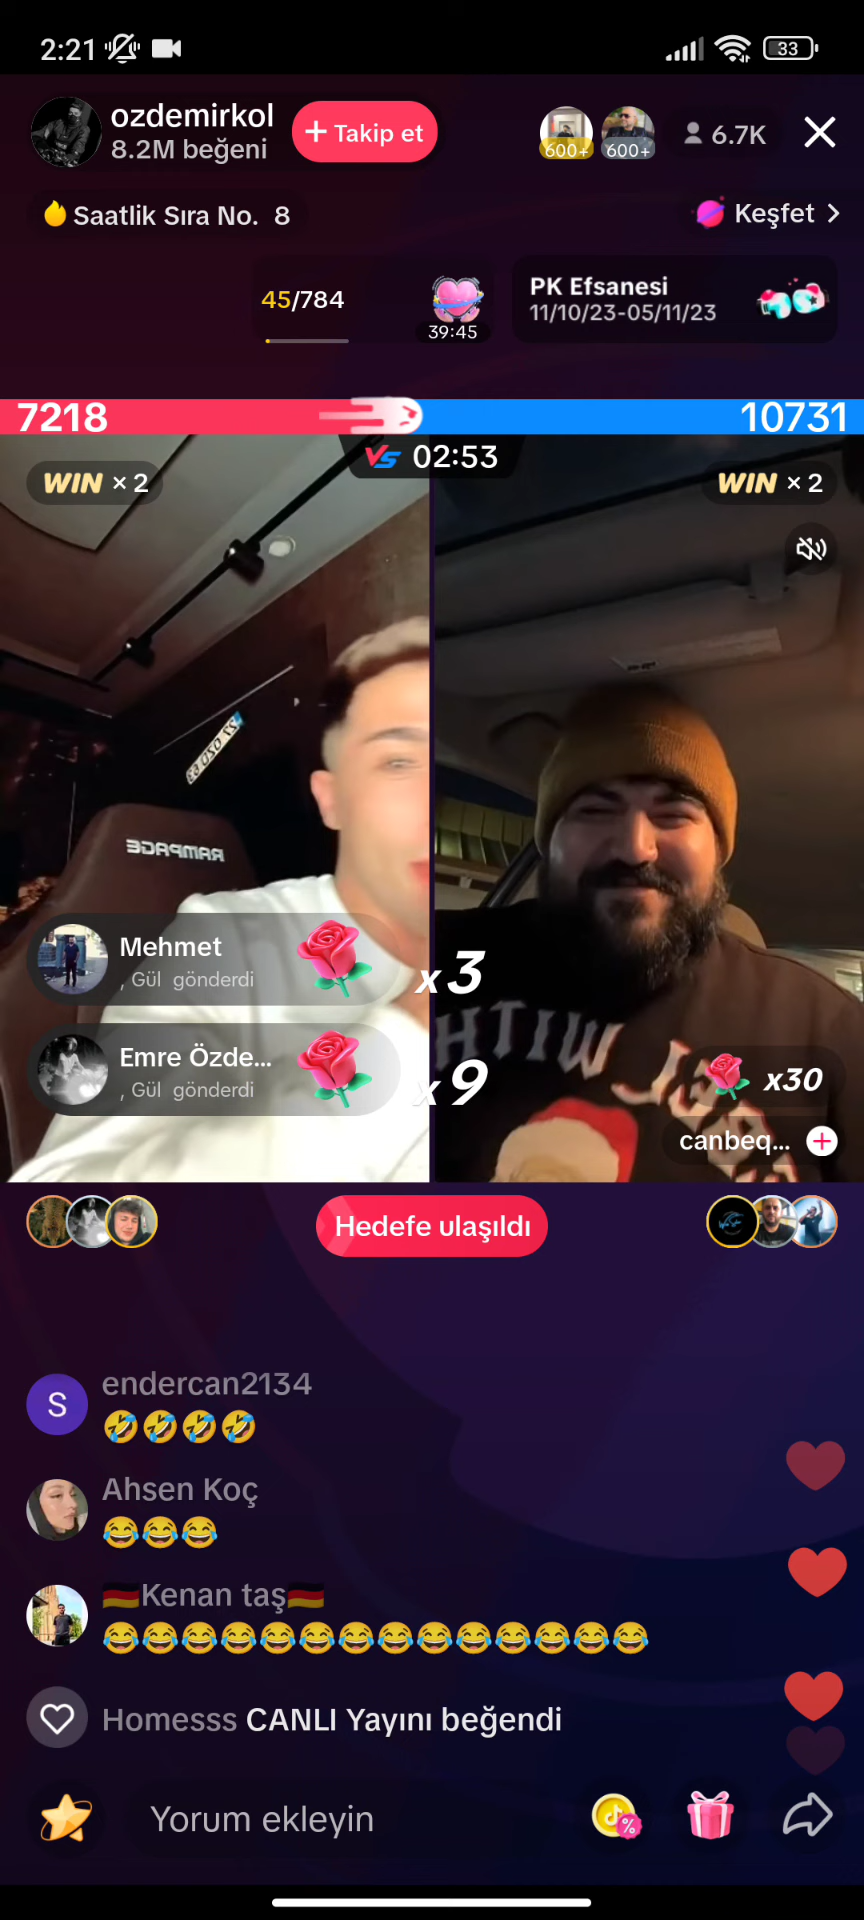 2:21
33
ozdemirkol
8.2M beğeni
+ Takip et
600+
600+
6.7K
Saatlik Sıra No. 8
Keşfet
45/784
39:45
PK Efsanesi
11/10/23-05/11/23
7218
10731
VS 02:53
WIN × 2
WIN × 2
RAMPAGE
Mehmet
, Gül gönderdi
x3
Emre Özde...
, Gül gönderdi
x9
WITH
x30
canbeq...
Hedefe ulaşıldı
S
endercan2134
🤣🤣🤣🤣
Ahsen Koç
😂😂😂
🇩🇪Kenan taş🇩🇪
😂😂😂😂😂😂😂😂😂😂😂😂😂😂
Homesss CANLI Yayını beğendi
Yorum ekleyin
%